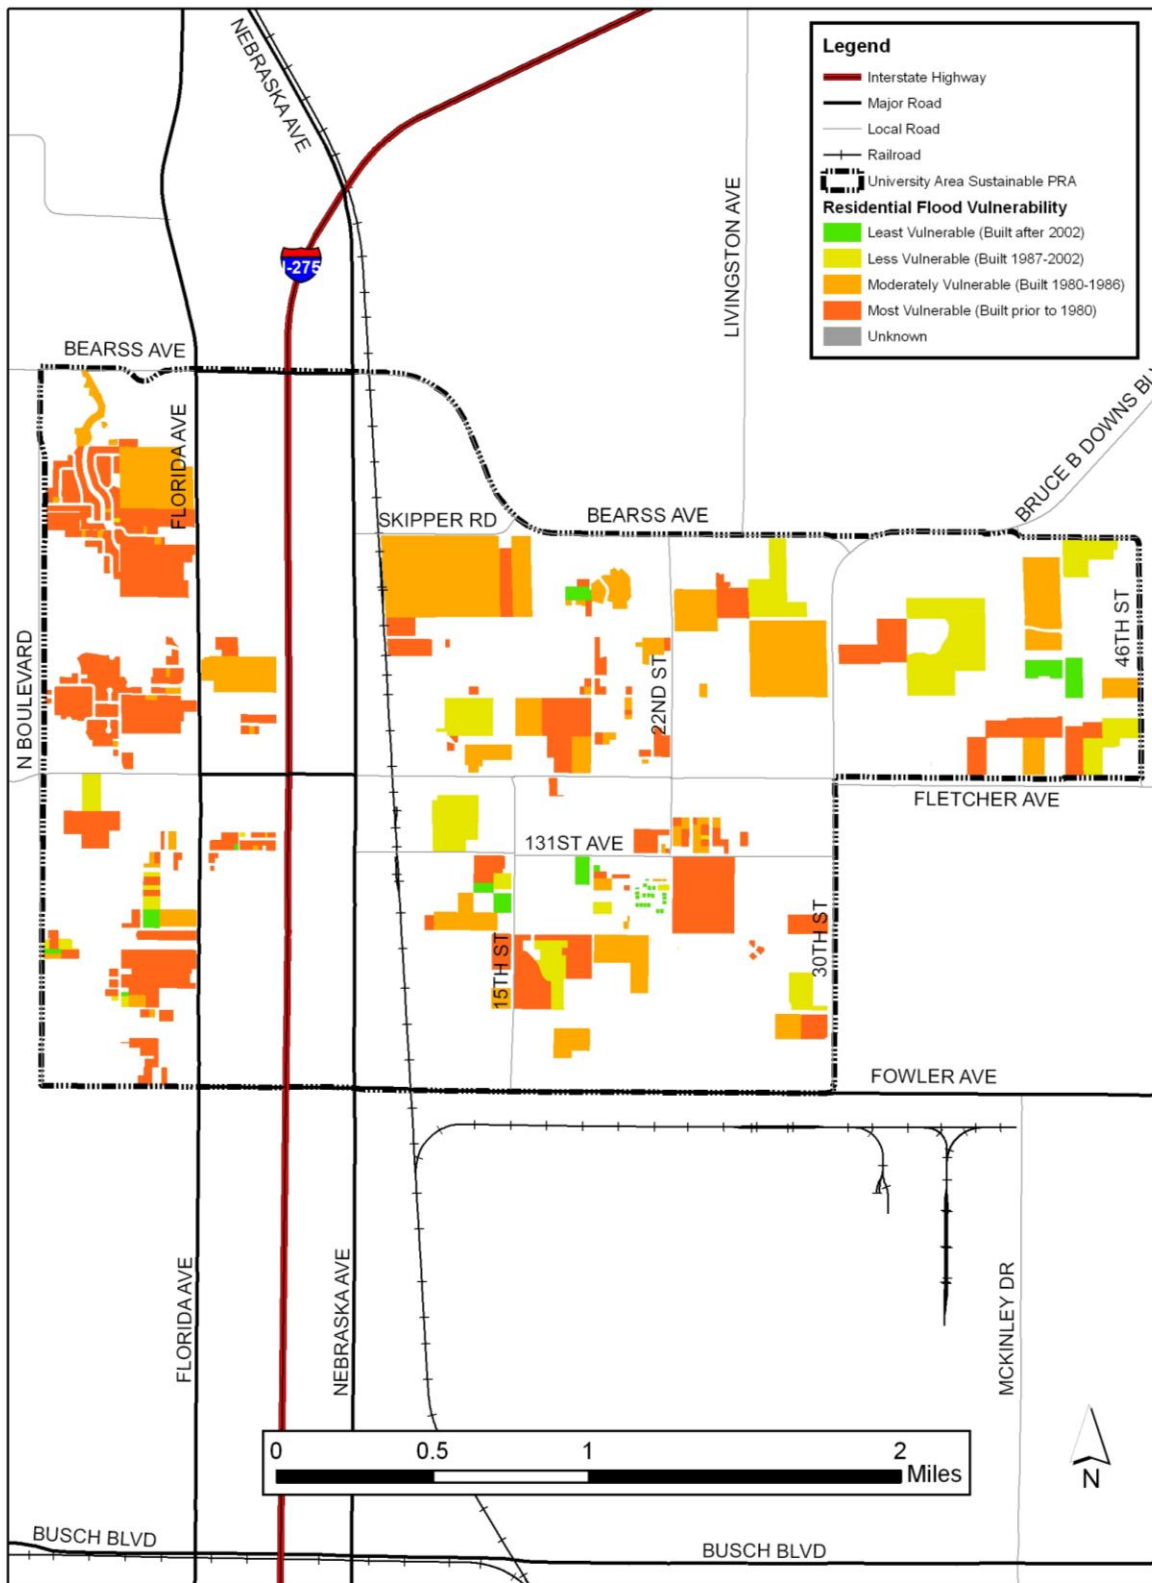 NEBRASKA AVE
Legend
Interstate Highway
Major Road
Local Road
Railroad
University Area Sustainable PRA
Residential Flood Vulnerability
Least Vulnerable (Built after 2002)
Less Vulnerable (Built 1987-2002)
Moderately Vulnerable (Built 1980-1986)
Most Vulnerable (Built prior to 1980)
Unknown
LIVINGSTON AVE
I-275
BEARSS AVE
FLORIDA AVE
BRUCE B DOWNS
SKIPPER RD
BEARSS AVE
N BOULEVARD
22ND ST
46TH ST
FLETCHER AVE
131ST AVE
15TH ST
30TH ST
FOWLER AVE
FLORIDA AVE
NEBRASKA AVE
MCKINLEY DR
0 0.5 1 2
Miles
N
BUSCH BLVD
BUSCH BLVD